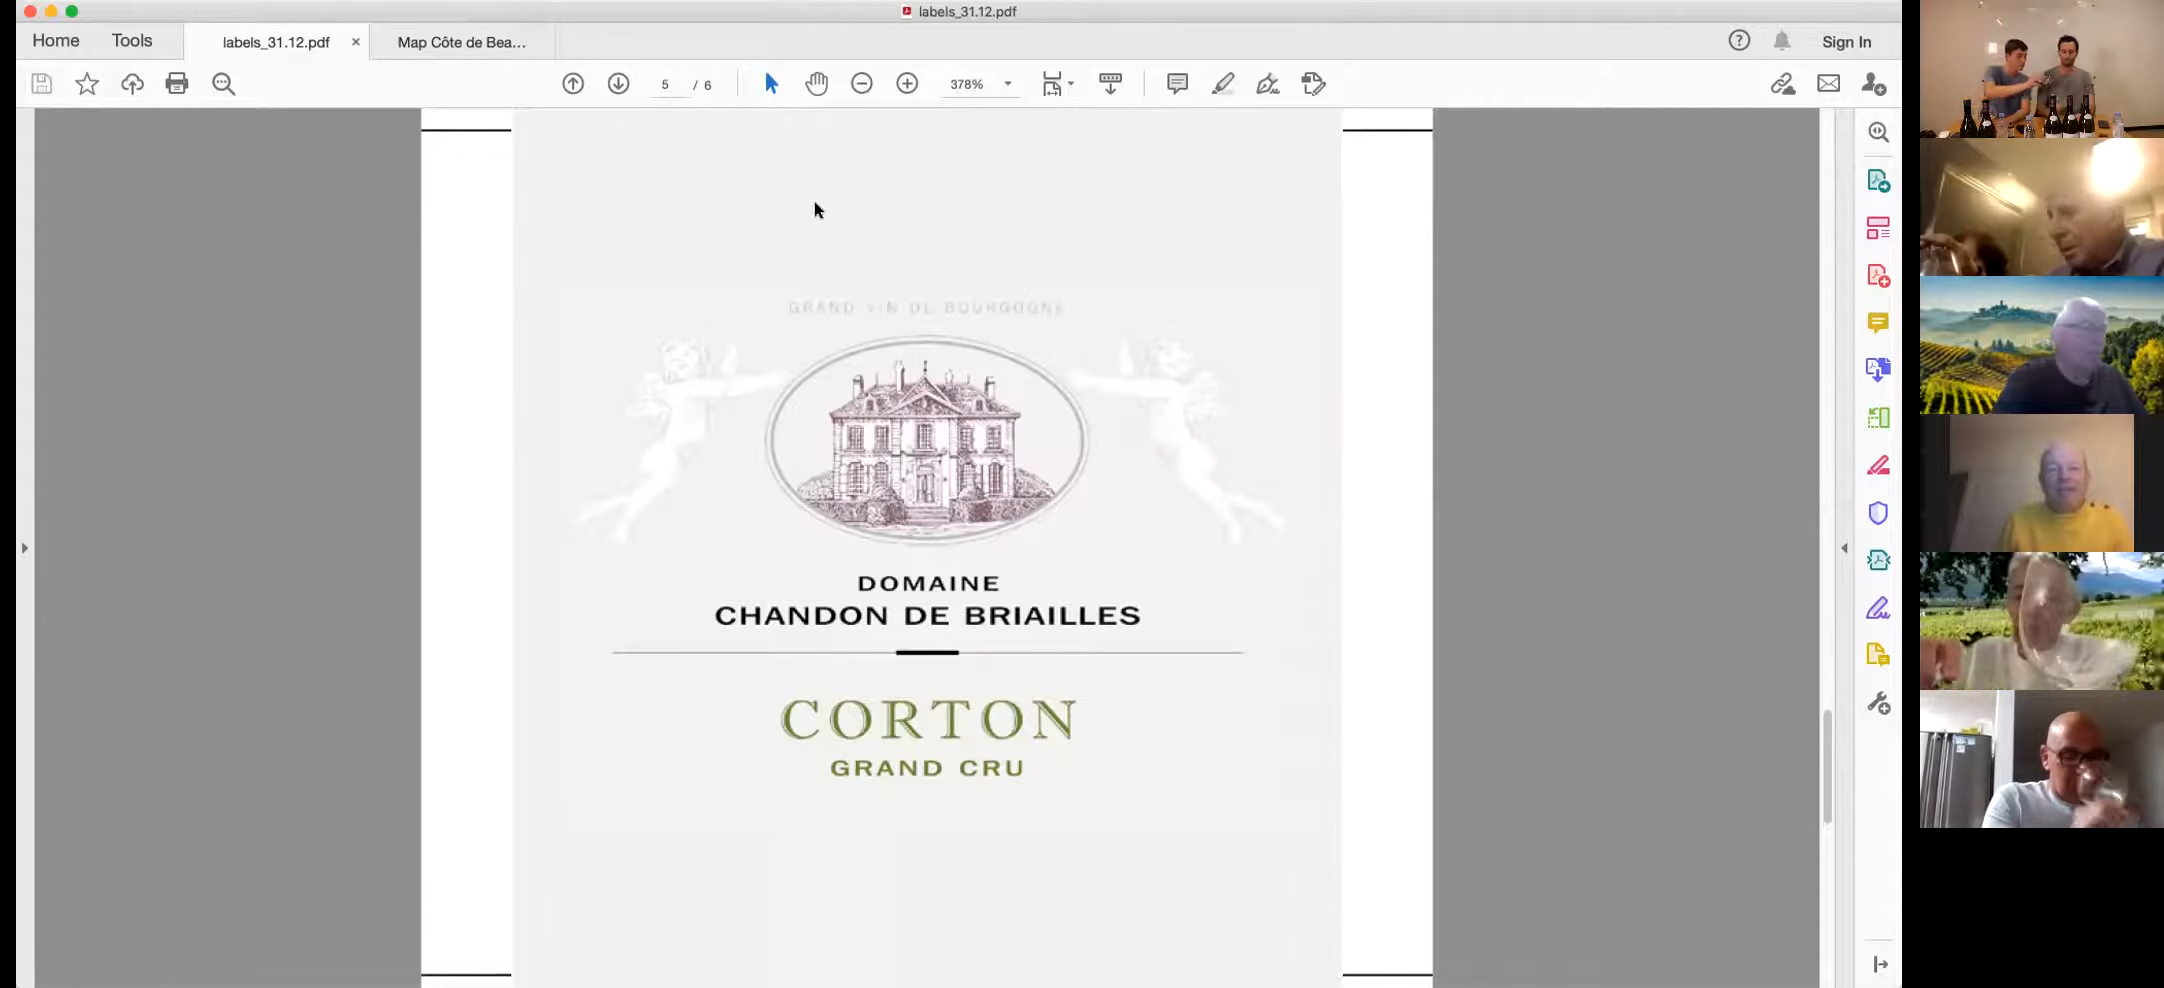 labels_31.12.pdf
Home
Tools
labels_31.12.pdf
Map Côte de Bea...
Sign In
5 / 6
378%
GRAND VIN DE BOURGOGNE
DOMAINE
CHANDON DE BRIAILLES
CORTON
GRAND CRU